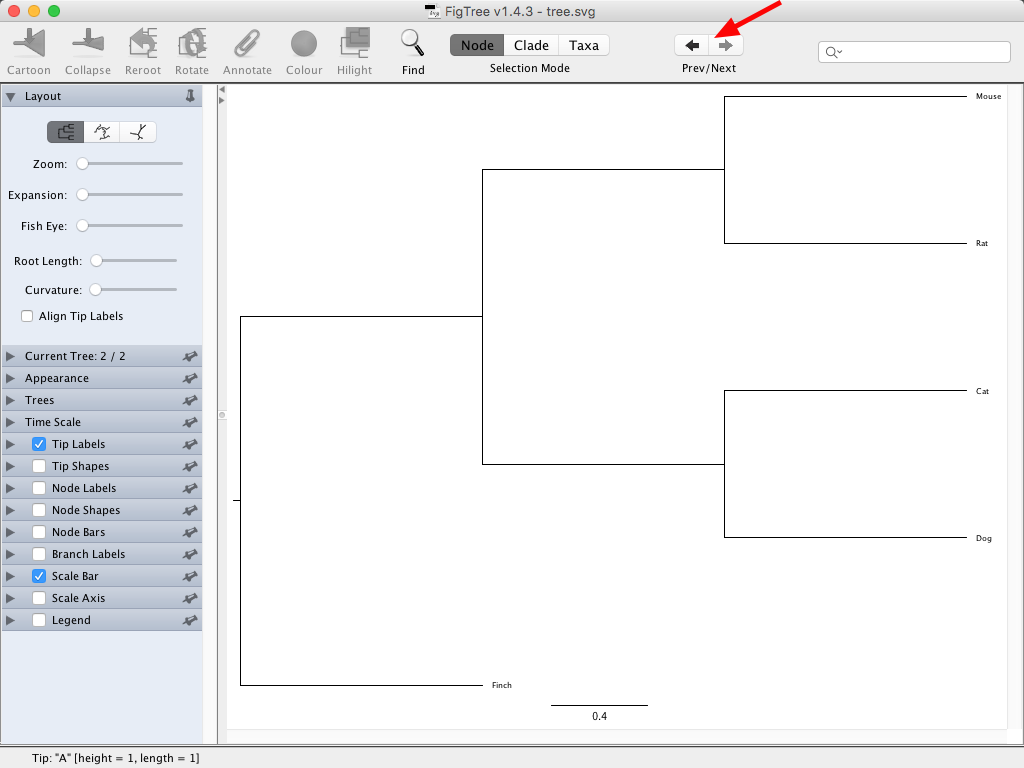 FigTree v1.4.3 - tree.svg
Cartoon Collapse Reroot Rotate Annotate Colour Hilight Find
Node Clade Taxa
Selection Mode
Prev/Next
Layout
Zoom:
Expansion:
Fish Eye:
Root Length:
Curvature:
Align Tip Labels
Current Tree: 2 / 2
Appearance
Trees
Time Scale
Tip Labels
Tip Shapes
Node Labels
Node Shapes
Node Bars
Branch Labels
Scale Bar
Scale Axis
Legend
Mouse
Rat
Cat
Dog
Finch
0.4
Tip: "A" [height = 1, length = 1]